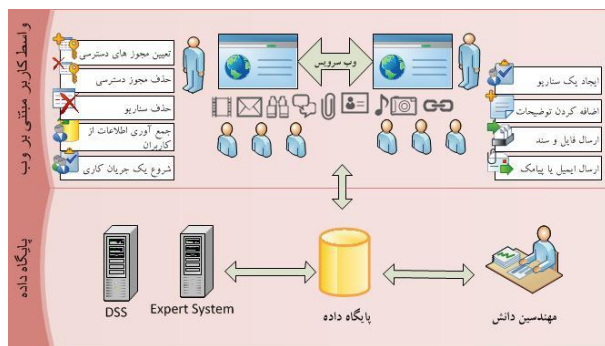 واسط کاربر مبتنی بر وب
ایجاد یک سناریو
اضافه کردن توضیحات
ارسال فایل و سند
ارسال ایمیل یا پیامک
وب سرویس
تعیین مجوز های دسترسی
حذف مجوز دسترسی
حذف سناریو
جمع آوری اطلاعات از
کاربران
شروع یک جریان کاری
پایگاه داده
مهندسین دانش
پایگاه داده
Expert System
DSS